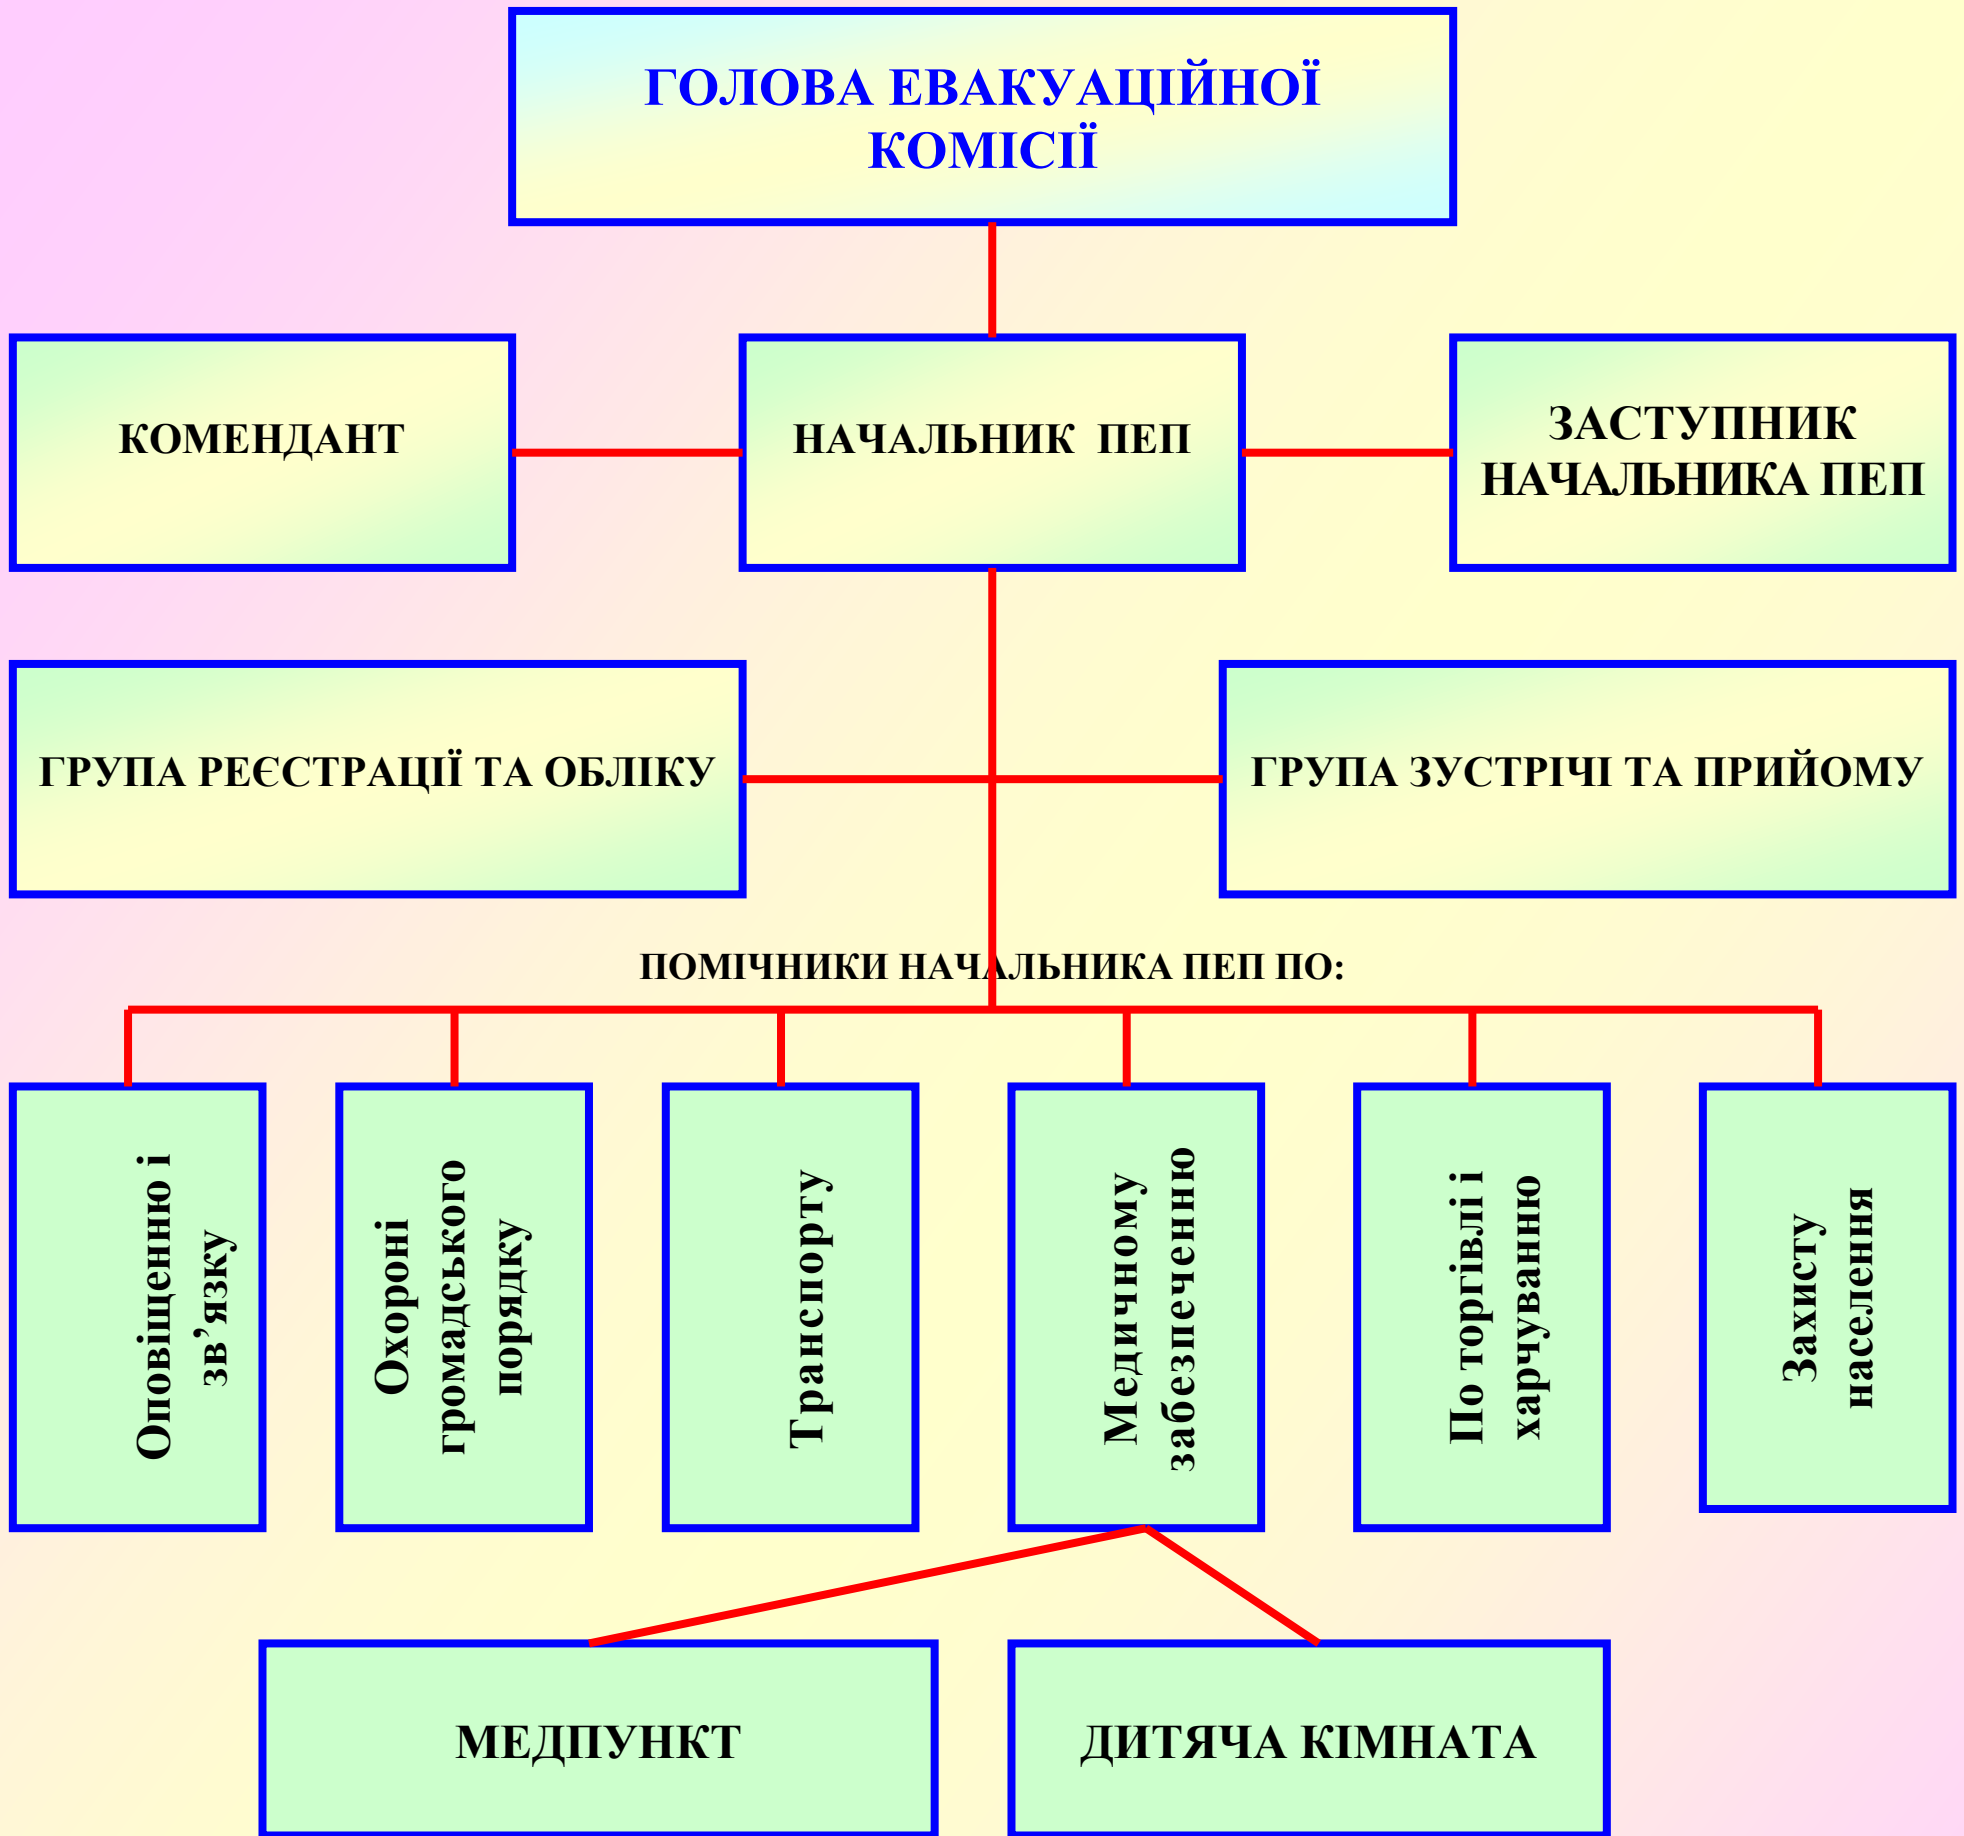 ГОЛОВА ЕВАКУАЦІЙНОЇ
КОМІСІЇ
КОМЕНДАНТ
НАЧАЛЬНИК ПЕП
ЗАСТУПНИК
НАЧАЛЬНИКА ПЕП
ГРУПА РЕЄСТРАЦІЇ ТА ОБЛІКУ
ГРУПА ЗУСТРІЧІ ТА ПРИЙОМУ
ПОМІЧНИКИ НАЧАЛЬНИКА ПЕП ПО:
Оповіщенню і
зв’язку
Охороні
громадського
порядку
Транспорту
Медичному
забезпеченню
По торгівлі і
харчуванню
Захисту
населення
МЕДПУНКТ
ДИТЯЧА КІМНАТА